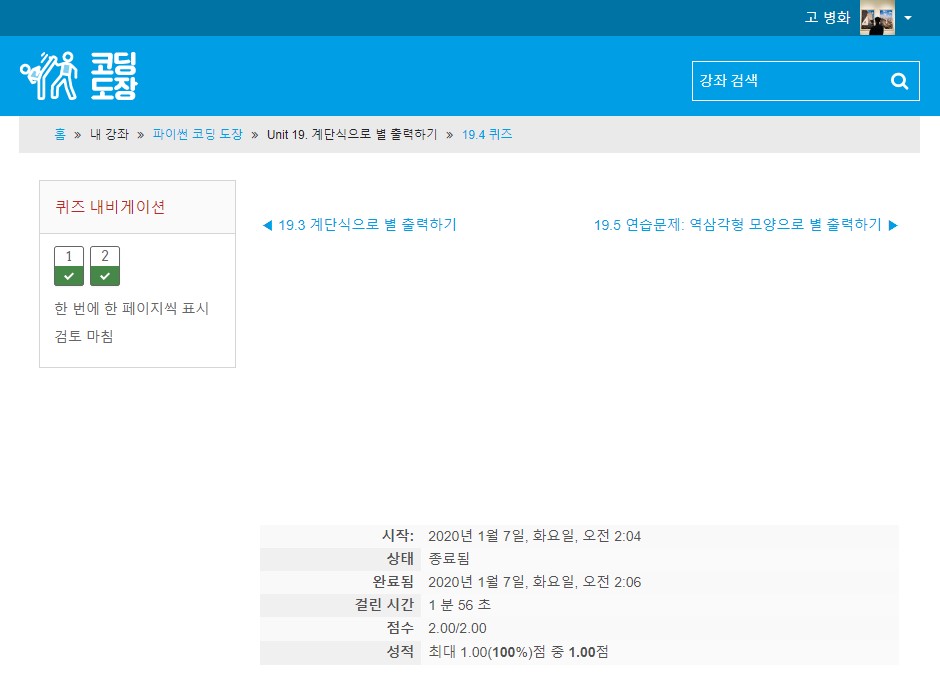 고 병화
코딩
도장
강좌 검색
홈 » 내 강좌 » 파이썬 코딩 도장 » Unit 19. 계단식으로 별 출력하기 » 19.4 퀴즈
퀴즈 내비게이션
1 2
한 번에 한 페이지씩 표시
검토 마침
◀ 19.3 계단식으로 별 출력하기
19.5 연습문제: 역삼각형 모양으로 별 출력하기 ▶
시작: 2020년 1월 7일, 화요일, 오전 2:04
상태 종료됨
완료됨 2020년 1월 7일, 화요일, 오전 2:06
걸린 시간 1 분 56 초
점수 2.00/2.00
성적 최대 1.00(100%)점 중 1.00점